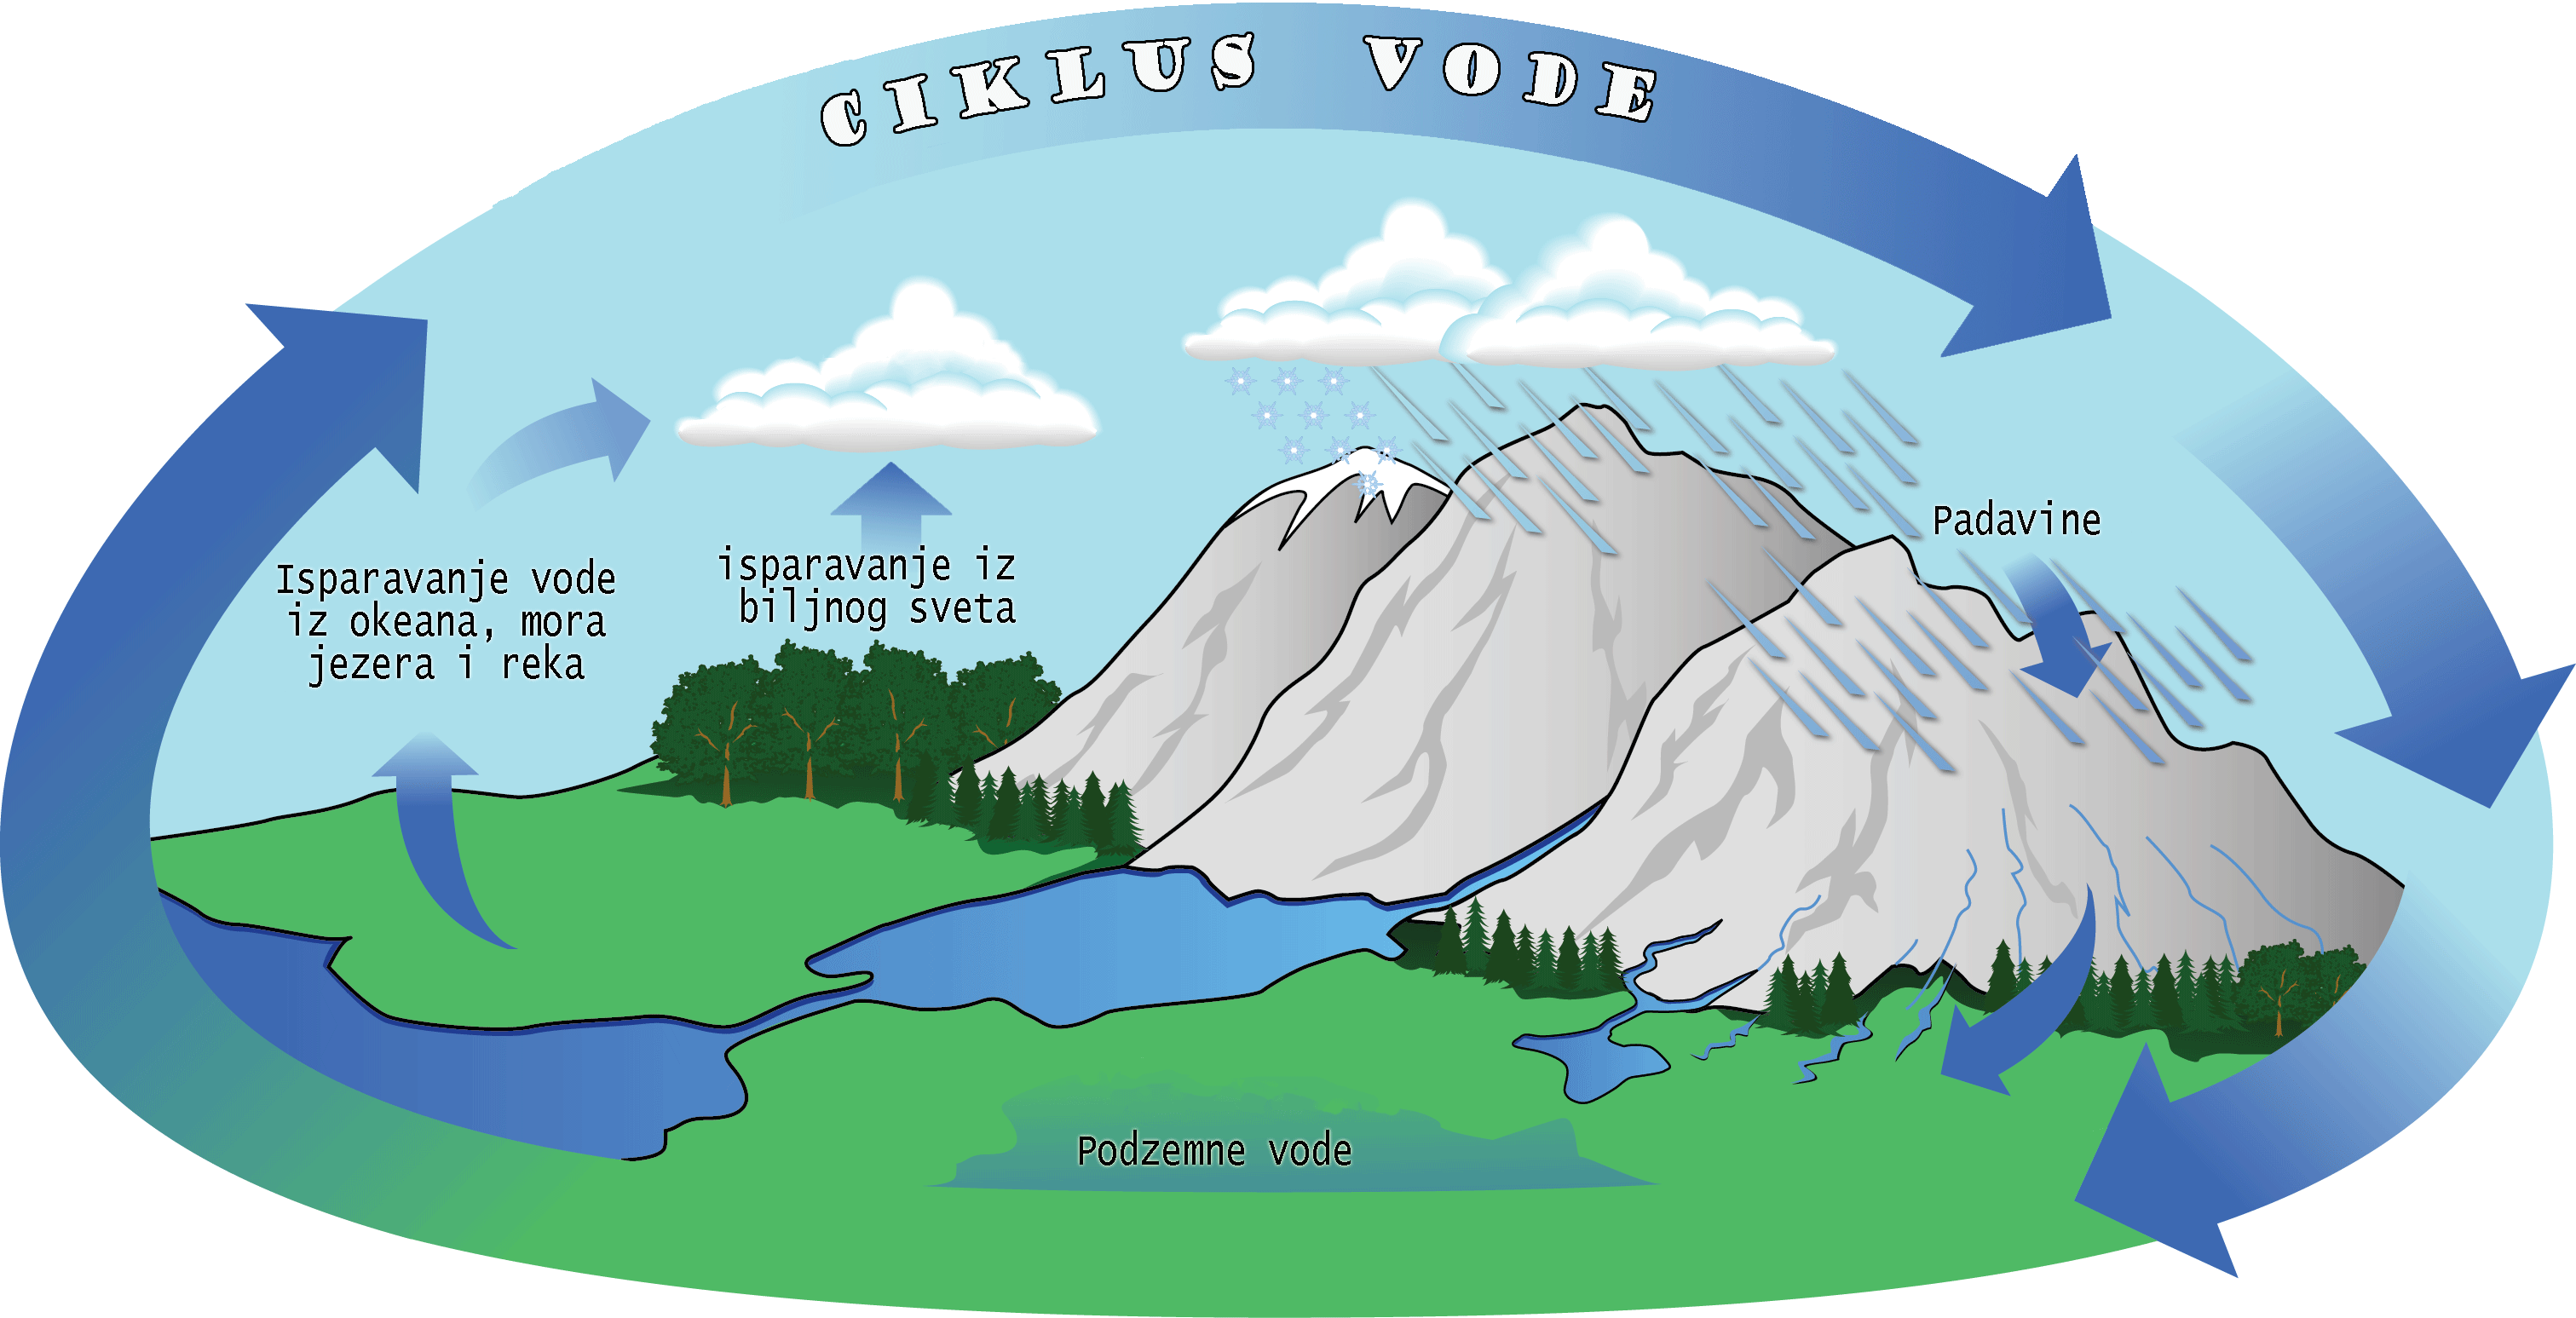 CIKLUS VODE
Isparavanje vode
iz okeana, mora
jezera i reka
isparavanje iz
biljnog sveta
Padavine
Podzemne vode